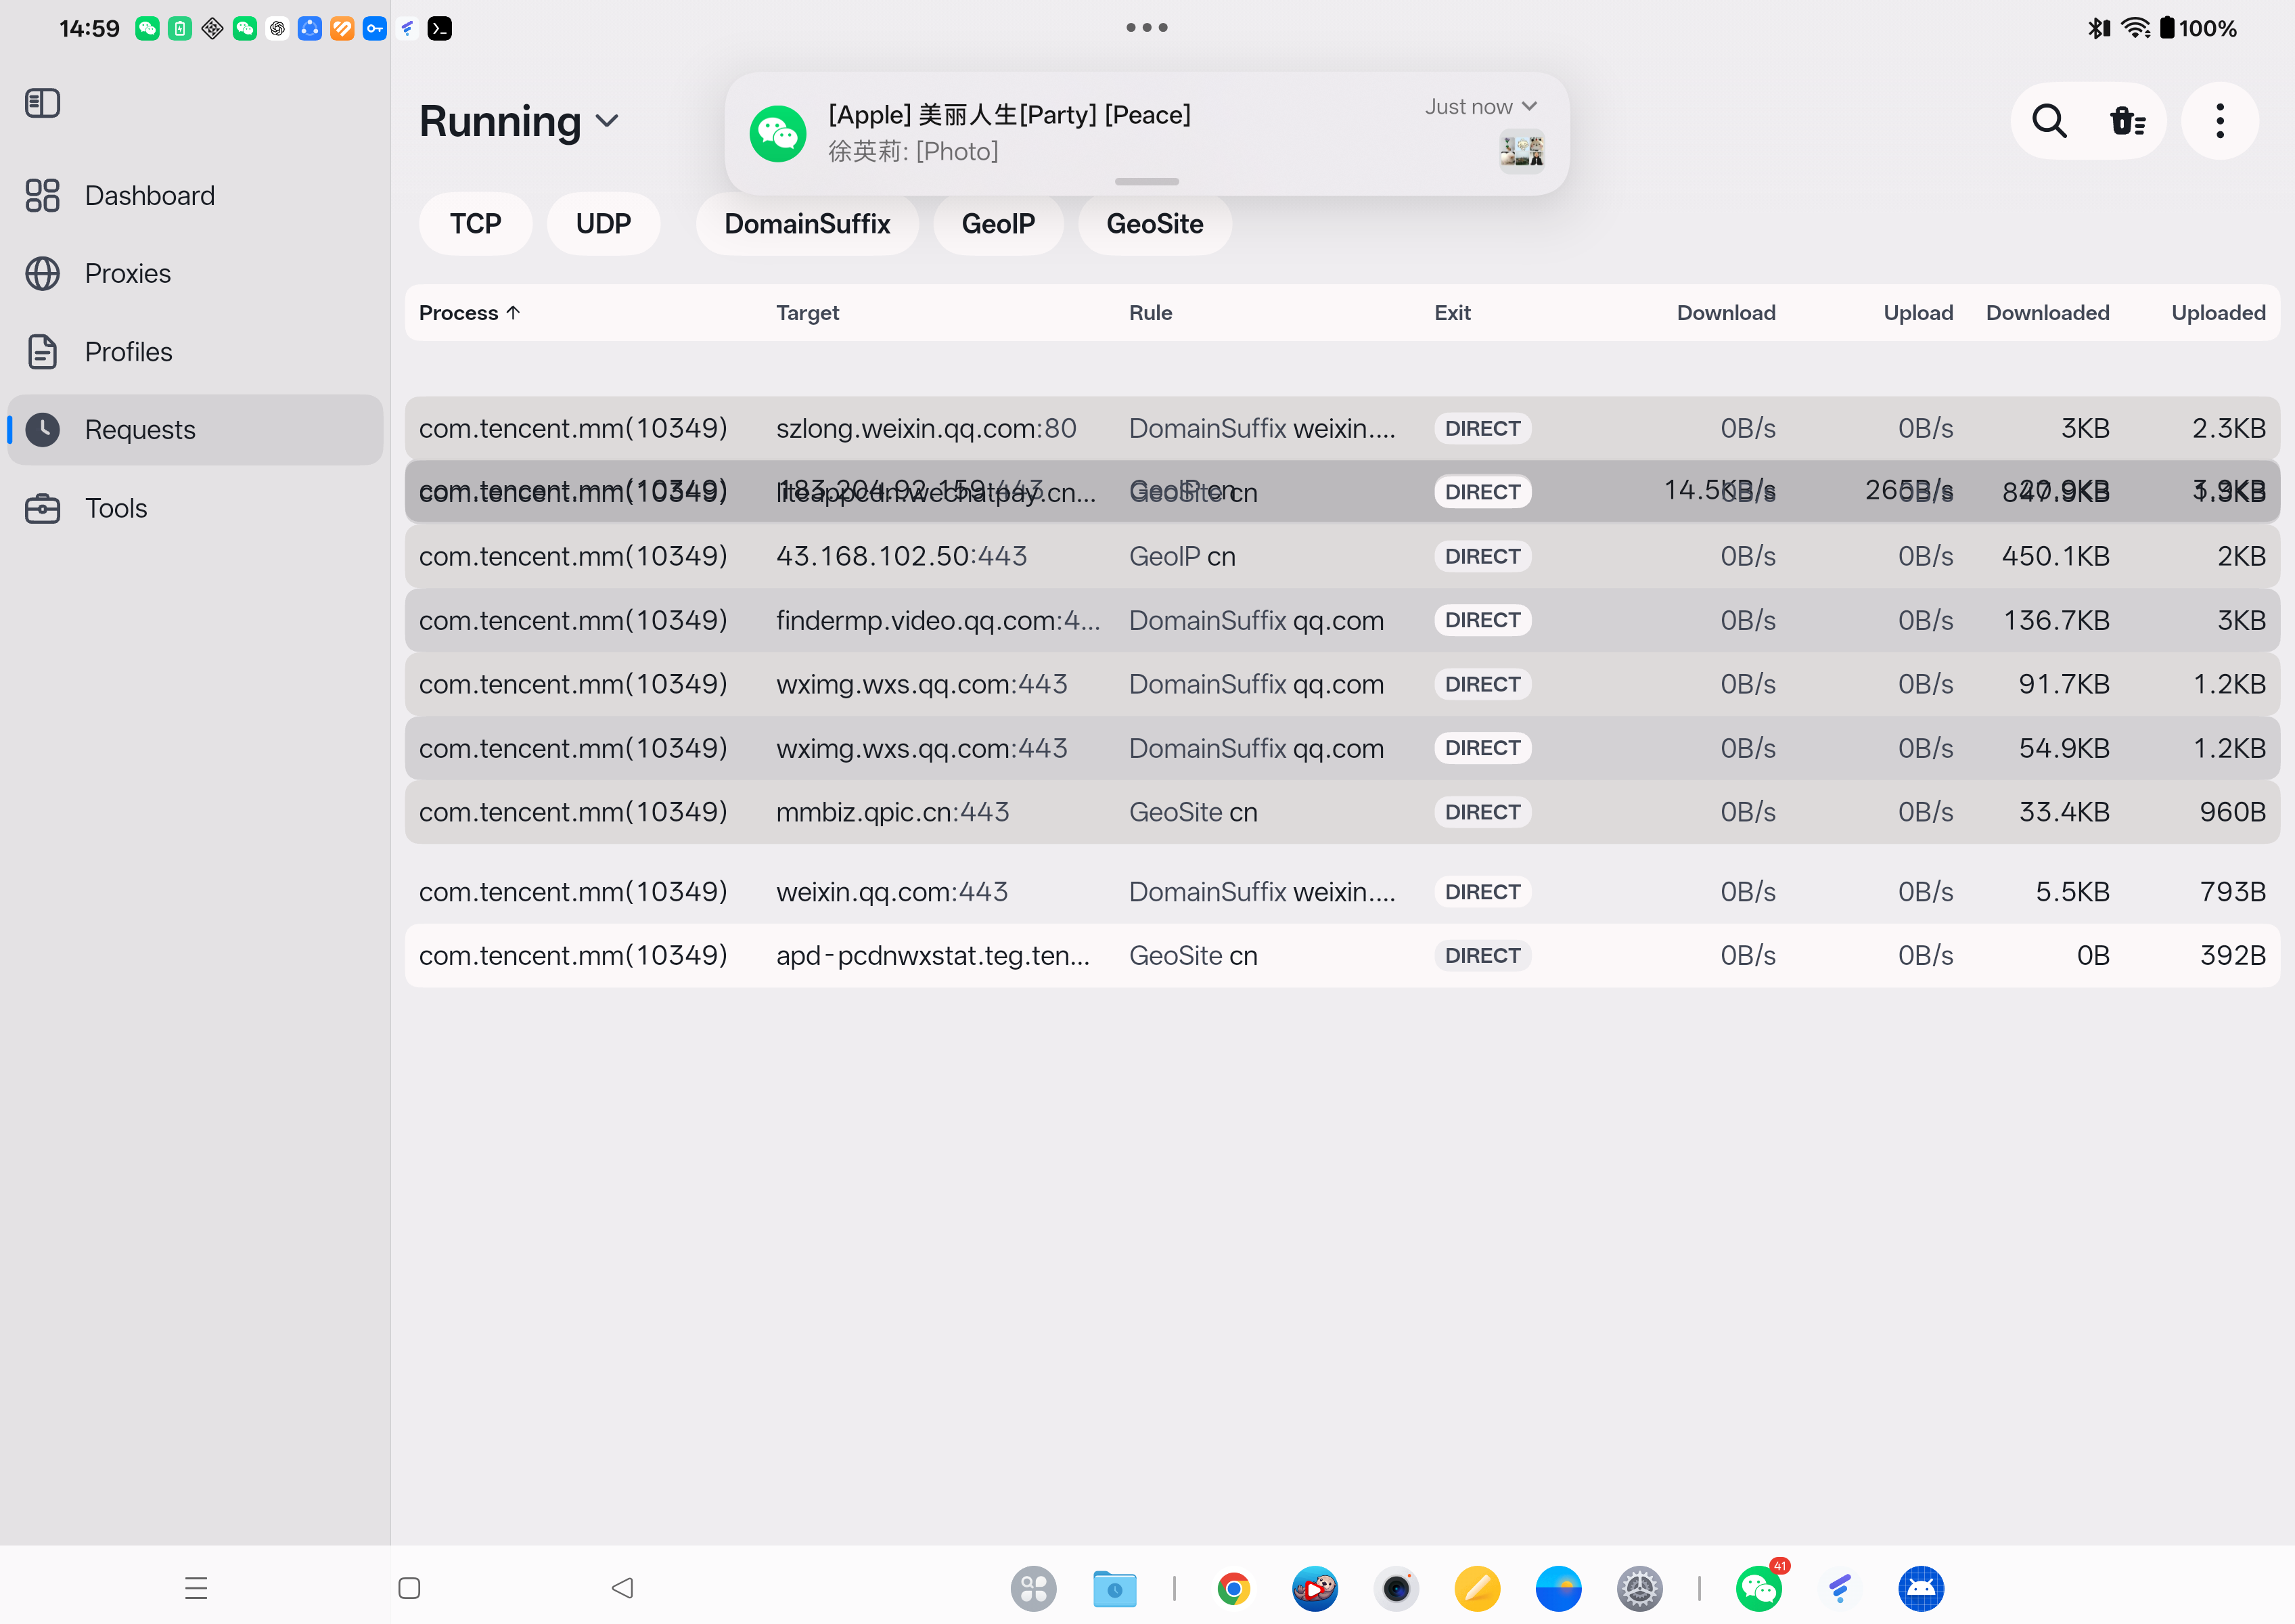 14:59
100%
[Apple] 美丽人生[Party] [Peace]
Just now
徐英莉: [Photo]
Running
Dashboard
Proxies
Profiles
Requests
Tools
TCP UDP DomainSuffix GeoIP GeoSite
Process ↑ Target Rule Exit Download Upload Downloaded Uploaded
com.tencent.mm(10349) szlong.weixin.qq.com:80 DomainSuffix weixin.... DIRECT 0B/s 0B/s 3KB 2.3KB
com.tencent.mm(10349) DIRECT
com.tencent.mm(10349) 43.168.102.50:443 GeoIP cn DIRECT 0B/s 0B/s 450.1KB 2KB
com.tencent.mm(10349) findermp.video.qq.com:4... DomainSuffix qq.com DIRECT 0B/s 0B/s 136.7KB 3KB
com.tencent.mm(10349) wximg.wxs.qq.com:443 DomainSuffix qq.com DIRECT 0B/s 0B/s 91.7KB 1.2KB
com.tencent.mm(10349) wximg.wxs.qq.com:443 DomainSuffix qq.com DIRECT 0B/s 0B/s 54.9KB 1.2KB
com.tencent.mm(10349) mmbiz.qpic.cn:443 GeoSite cn DIRECT 0B/s 0B/s 33.4KB 960B
com.tencent.mm(10349) weixin.qq.com:443 DomainSuffix weixin.... DIRECT 0B/s 0B/s 5.5KB 793B
com.tencent.mm(10349) apd-pcdnwxstat.teg.ten... GeoSite cn DIRECT 0B/s 0B/s 0B 392B
41